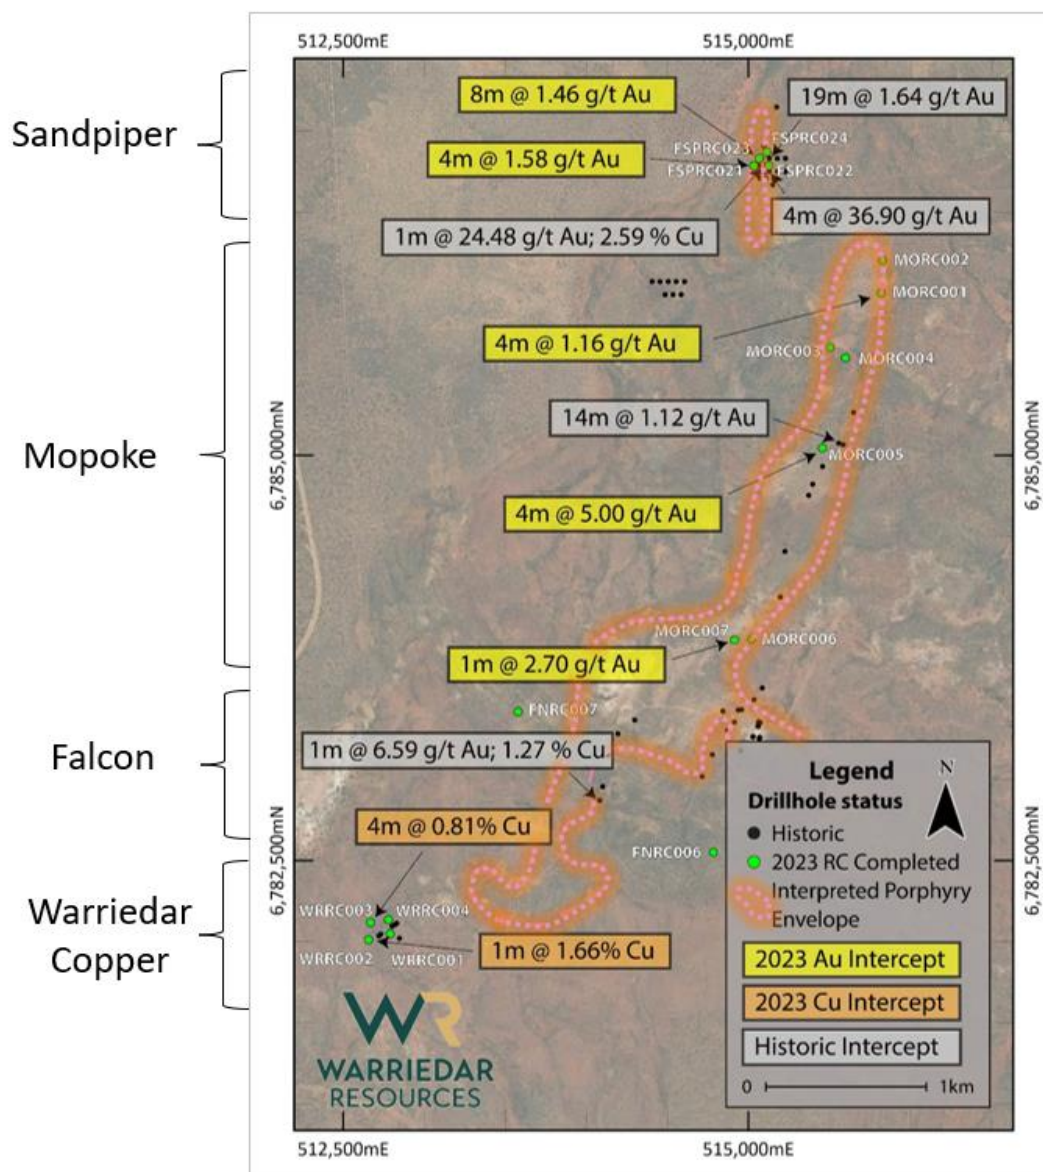 512,500mE
515,000mE
Sandpiper
8m @ 1.46 g/t Au
19m @ 1.64 g/t Au
FSPRC024
FSPRC023
4m @ 1.58 g/t Au
FSPRC021
FSPRC022
4m @ 36.90 g/t Au
1m @ 24.48 g/t Au; 2.59 % Cu
Mopoke
MORC002
MORC001
4m @ 1.16 g/t Au
MORC003
MORC004
14m @ 1.12 g/t Au
6,785,000mN
6,785,000mN
MORC005
4m @ 5.00 g/t Au
MORC007
MORC006
1m @ 2.70 g/t Au
Falcon
FNRC007
1m @ 6.59 g/t Au; 1.27 % Cu
4m @ 0.81% Cu
FNRC006
6,782,500mN
6,782,500mN
Warriedar
Copper
WRRC003
WRRC004
WRRC002
WRRC001
1m @ 1.66% Cu
Legend
N
Drillhole status
Historic
2023 RC Completed
Interpreted Porphyry
Envelope
2023 Au Intercept
2023 Cu Intercept
Historic Intercept
0
1km
WR
WARRIEDAR
RESOURCES
512,500mE
515,000mE